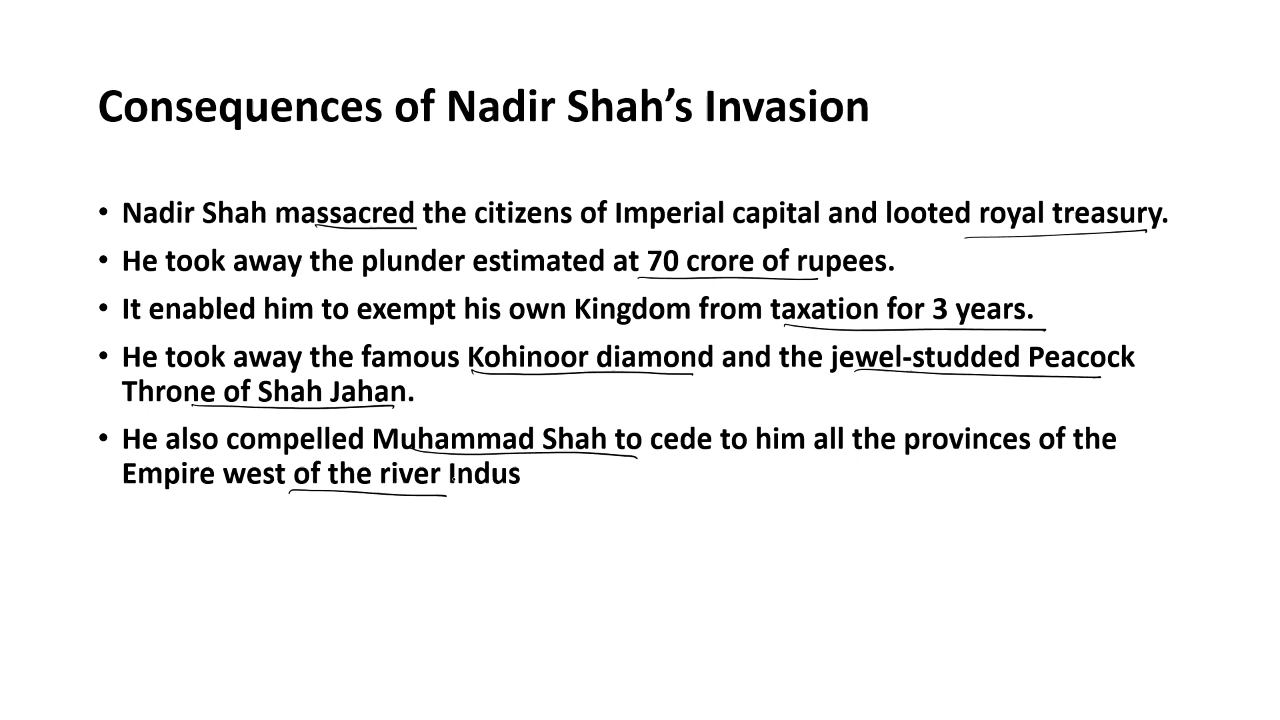 Consequences of Nadir Shah’s Invasion
• Nadir Shah massacred the citizens of Imperial capital and looted royal treasury.
• He took away the plunder estimated at 70 crore of rupees.
• It enabled him to exempt his own Kingdom from taxation for 3 years.
• He took away the famous Kohinoor diamond and the jewel-studded Peacock
Throne of Shah Jahan.
• He also compelled Muhammad Shah to cede to him all the provinces of the
Empire west of the river Indus